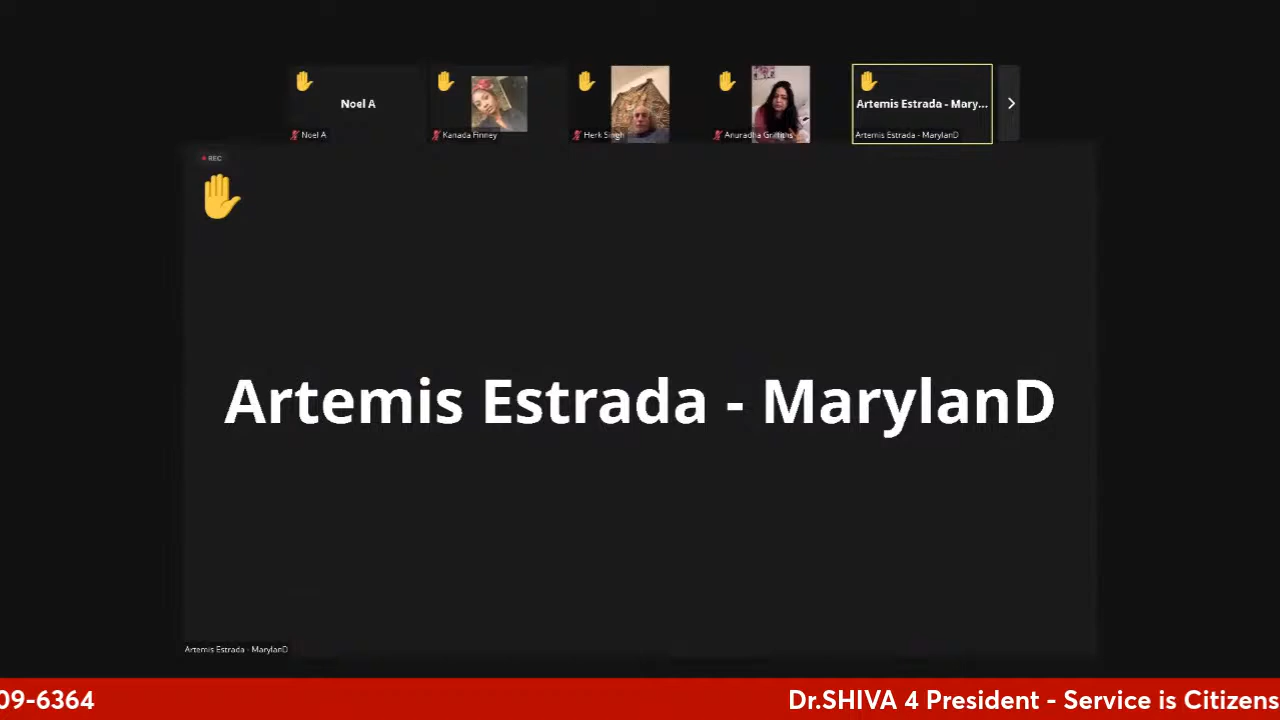 Noel A
Artemis Estrada - Mary...
Noel A
Kanada Finney
Herk Singh
Anuradha Griffiths
Artemis Estrada - MarylanD
REC
Artemis Estrada - MarylanD
Artemis Estrada - MarylanD
09-6364
Dr.SHIVA 4 President - Service is Citizens